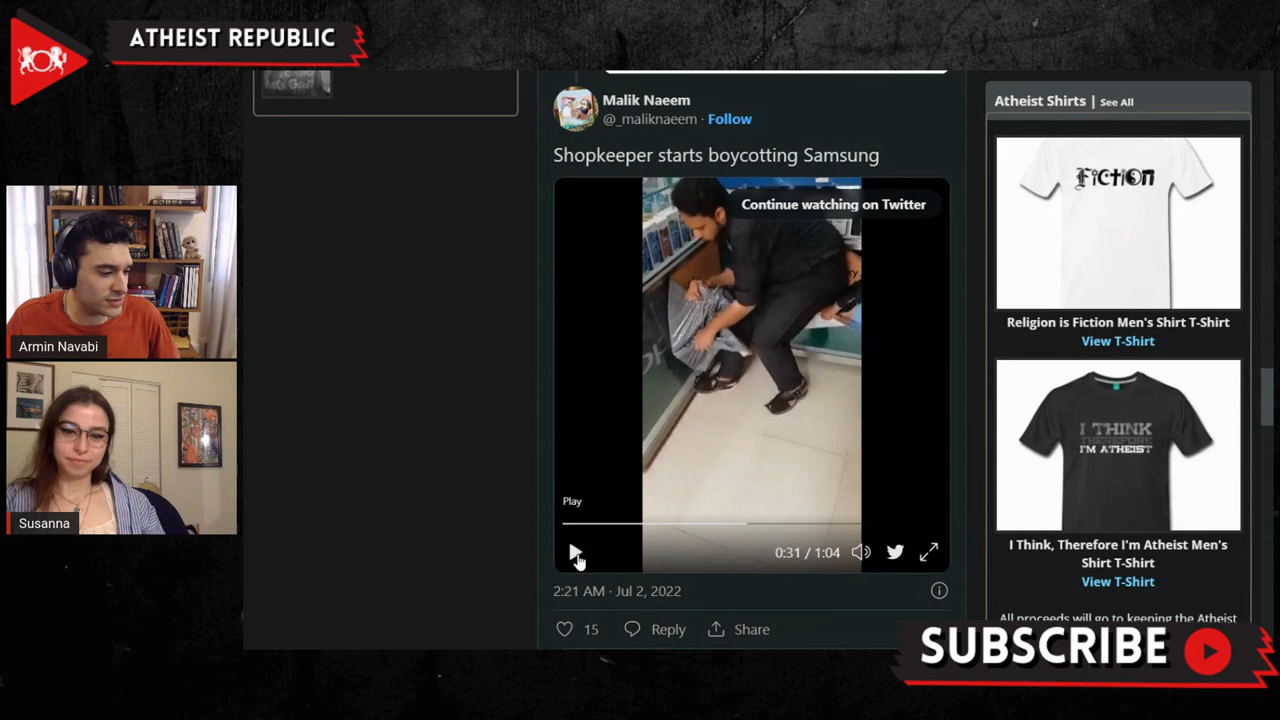 ATHEIST REPUBLIC
Malik Naeem
@_maliknaeem · Follow
Shopkeeper starts boycotting Samsung
Continue watching on Twitter
Play
0:31 / 1:04
2:21 AM · Jul 2, 2022
15
Reply
Share
Armin Navabi
Susanna
Atheist Shirts | See All
FICTION
Religion is Fiction Men's Shirt T-Shirt
View T-Shirt
I THINK
THEREFORE
I'M ATHEIST
I Think, Therefore I'm Atheist Men's
Shirt T-Shirt
View T-Shirt
All proceeds will go to keeping the Atheist
SUBSCRIBE